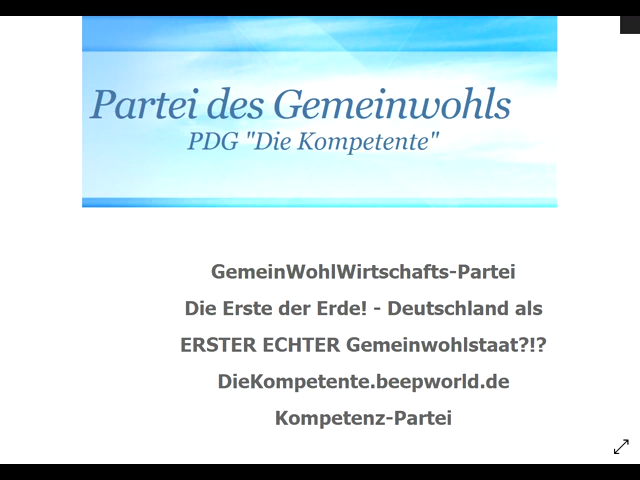 Partei des Gemeinwohls
PDG "Die Kompetente"
GemeinWohlWirtschafts-Partei
Die Erste der Erde! - Deutschland als
ERSTER ECHTER Gemeinwohlstaat?!?
DieKompetente.beepworld.de
Kompetenz-Partei